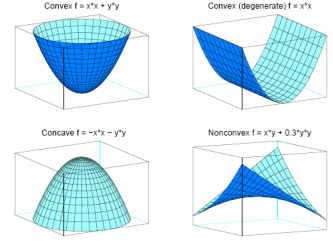 Convex f = x*x + y*y
Convex (degenerate) f = x*x
Concave f = −x*x − y*y
Nonconvex f = x*y + 0.3*y*y